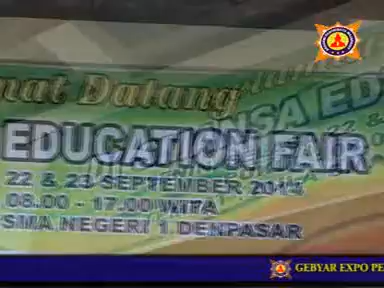 mat Datang
EDUCATION FAIR
22 & 23 SEPTEMBER
08.00 - 17.00 WITA
SMA NEGERI 1 DENPASAR
GEBYAR EXPO PE